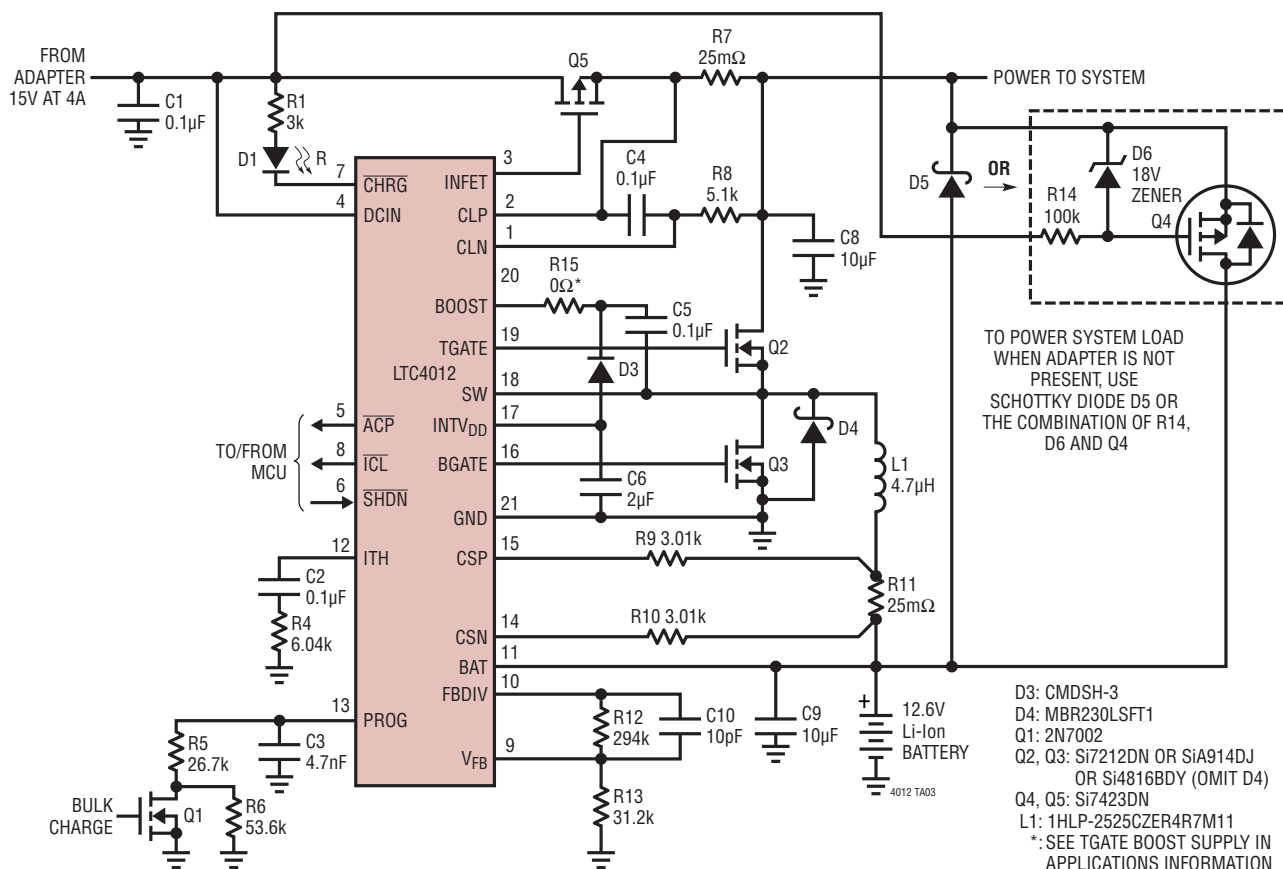 FROM
ADAPTER
15V AT 4A
C1
0.1µF
R1
3k
D1
R
Q5
R7
25mΩ
POWER TO SYSTEM
7
CHRG
4
DCIN
3
INFET
2
CLP
1
CLN
C4
0.1µF
R8
5.1k
C8
10µF
D5
OR
R14
100k
D6
18V
ZENER
Q4
20
BOOST
R15
0Ω*
C5
0.1µF
19
TGATE
Q2
LTC4012
D3
18
SW
17
INTVDD
D4
16
BGATE
Q3
C6
2µF
21
GND
L1
4.7µH
TO POWER SYSTEM LOAD
WHEN ADAPTER IS NOT
PRESENT, USE
SCHOTTKY DIODE D5 OR
THE COMBINATION OF R14,
D6 AND Q4
TO/FROM
MCU
5
ACP
8
ICL
6
SHDN
15
CSP
R9 3.01k
R11
25mΩ
12
ITH
C2
0.1µF
R4
6.04k
14
CSN
R10 3.01k
11
BAT
10
FBDIV
R12
294k
C10
10pF
C9
10µF
+
12.6V
Li-Ion
BATTERY
13
PROG
R5
26.7k
C3
4.7nF
9
VFB
R13
31.2k
BULK
CHARGE
Q1
R6
53.6k
4012 TA03
D3: CMDSH-3
D4: MBR230LSFT1
Q1: 2N7002
Q2, Q3: Si7212DN OR SiA914DJ
OR Si4816BDY (OMIT D4)
Q4, Q5: Si7423DN
L1: 1HLP-2525CZER4R7M11
*: SEE TGATE BOOST SUPPLY IN
APPLICATIONS INFORMATION